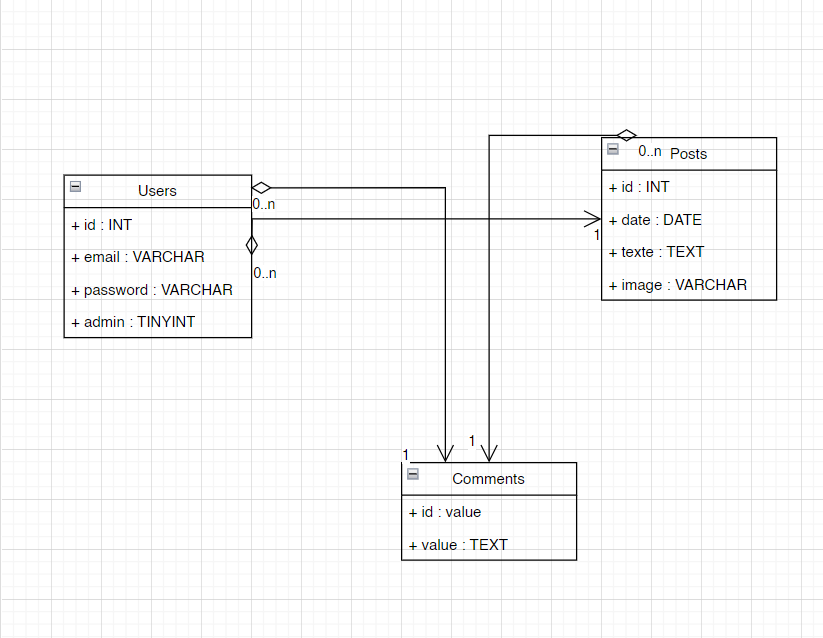 Users
+ id : INT
+ email : VARCHAR
+ password : VARCHAR
+ admin : TINYINT
0..n
0..n
0..n
Posts
+ id : INT
+ date : DATE
+ texte : TEXT
+ image : VARCHAR
1
1
1
Comments
+ id : value
+ value : TEXT